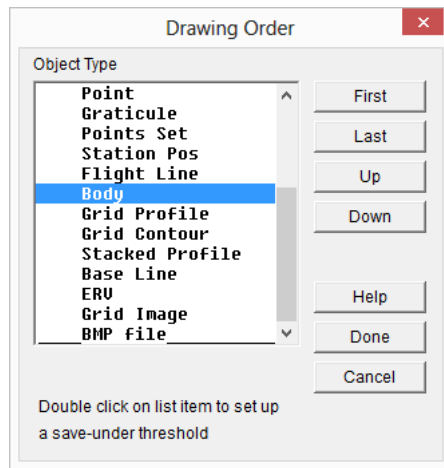 Drawing Order
Object Type
Point
Graticule
Points Set
Station Pos
Flight Line
Body
Grid Profile
Grid Contour
Stacked Profile
Base Line
ERV
Grid Image
BMP file
First
Last
Up
Down
Help
Done
Cancel
Double click on list item to set up
a save-under threshold